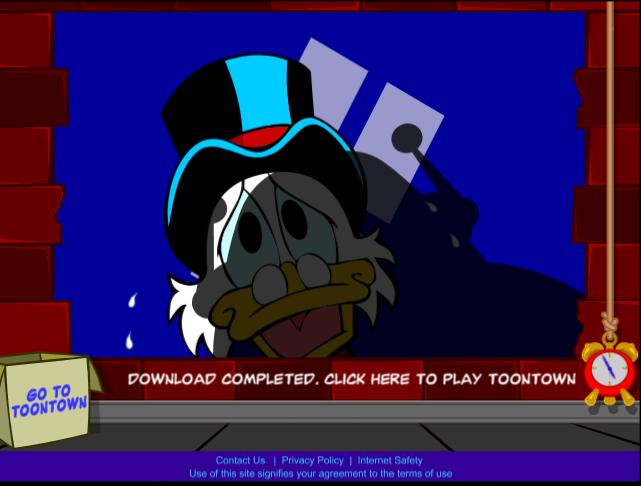 DOWNLOAD COMPLETED. CLICK HERE TO PLAY TOONTOWN
GO TO
TOONTOWN
Contact Us | Privacy Policy | Internet Safety
Use of this site signifies your agreement to the terms of use